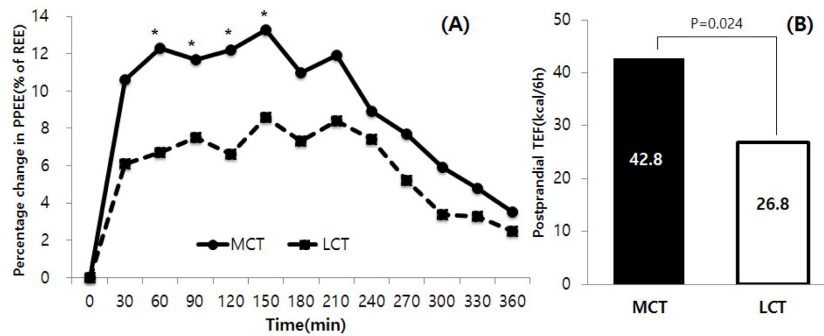 (A)
Percentage change in PPEE(% of REE)
14
12
10
8
6
4
2
0
* * * *
MCT LCT
0 30 60 90 120 150 180 210 240 270 300 330 360
Time(min)
(B)
P=0.024
Postprandial TEF(kcal/6h)
50
40
30
20
10
0
42.8
26.8
MCT LCT